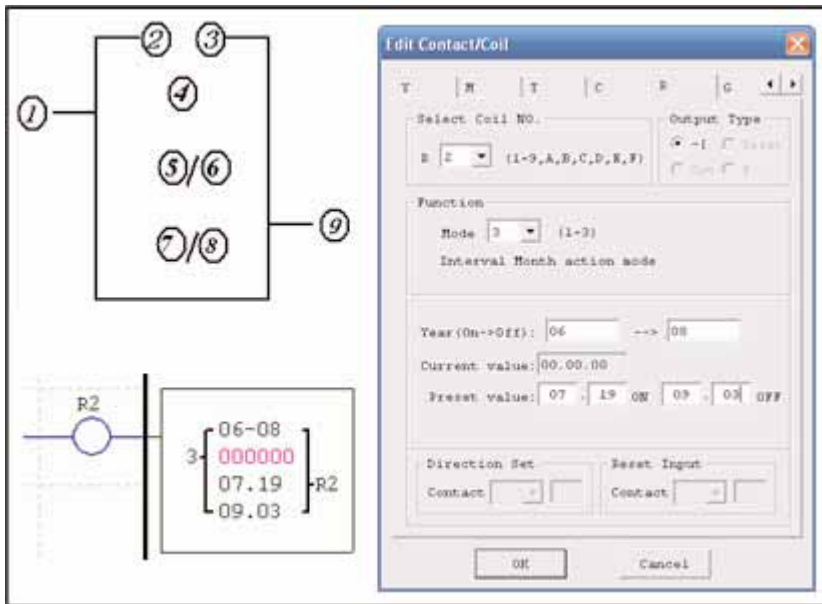 ② ③
①
④
⑤/⑥
⑦/⑧
⑨
R2
06-08
3 000000
07.19 R2
09.03
Edit Contact/Coil
Y M T C R G
Select Coil NO.
R 2 (1-9,A,B,C,D,E,F)
Output Type
-[
Function
Mode 3 (1-3)
Interval Month action mode
Year(On->Off): 06 --> 08
Current value: 00.00.00
Preset value: 07 . 19 ON 09 . 03 OFF
Direction Set
Contact
Reset Input
Contact
OK Cancel